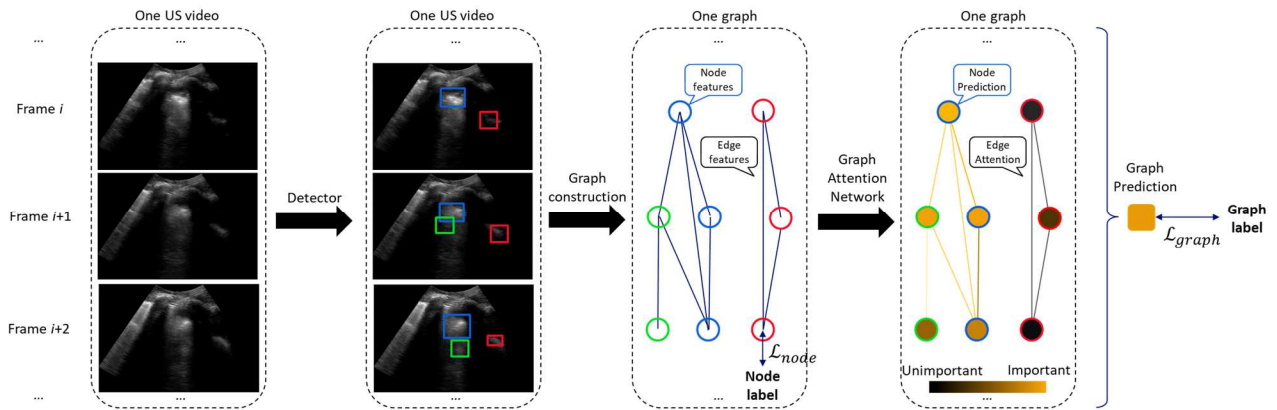 One US video
One US video
One graph
One graph
...
...
...
...
...
Frame i
Frame i+1
Frame i+2
...
...
Detector
...
Graph
construction
Node
features
Edge
features
ℒnode
Node
label
...
Graph
Attention
Network
Node
Prediction
Edge
Attention
Unimportant
Important
...
Graph
Prediction
ℒgraph
Graph
label